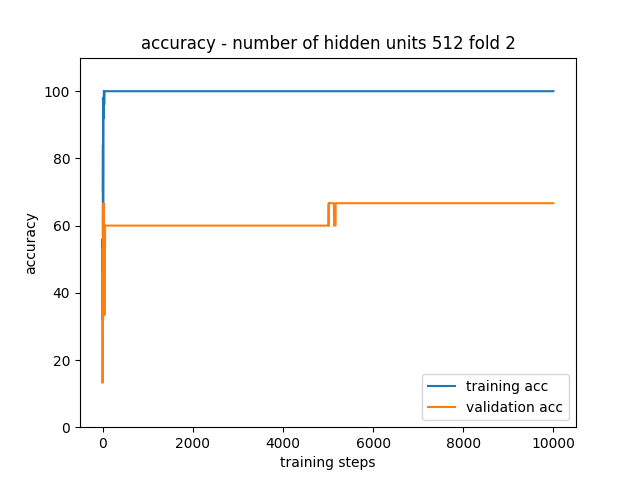 accuracy - number of hidden units 512 fold 2
accuracy
100
80
60
40
20
0
0 2000 4000 6000 8000 10000
training steps
training acc
validation acc